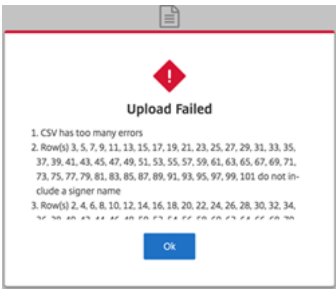 Upload Failed
1. CSV has too many errors
2. Row(s) 3, 5, 7, 9, 11, 13, 15, 17, 19, 21, 23, 25, 27, 29, 31, 33, 35,
37, 39, 41, 43, 45, 47, 49, 51, 53, 55, 57, 59, 61, 63, 65, 67, 69, 71,
73, 75, 77, 79, 81, 83, 85, 87, 89, 91, 93, 95, 97, 99, 101 do not in-
clude a signer name
3. Row(s) 2, 4, 6, 8, 10, 12, 14, 16, 18, 20, 22, 24, 26, 28, 30, 32, 34,
Ok